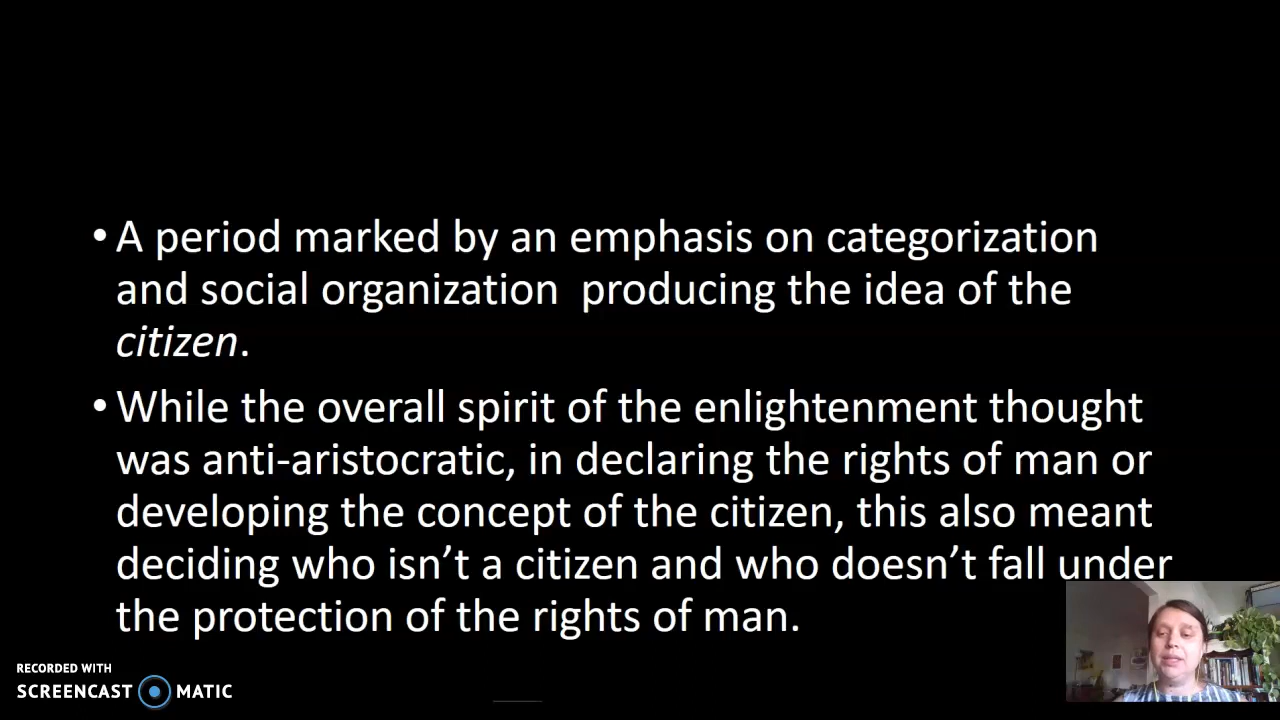 • A period marked by an emphasis on categorization
and social organization  producing the idea of the
citizen.
• While the overall spirit of the enlightenment thought
was anti-aristocratic, in declaring the rights of man or
developing the concept of the citizen, this also meant
deciding who isn’t a citizen and who doesn’t fall under
the protection of the rights of man.
RECORDED WITH
SCREENCAST MATIC